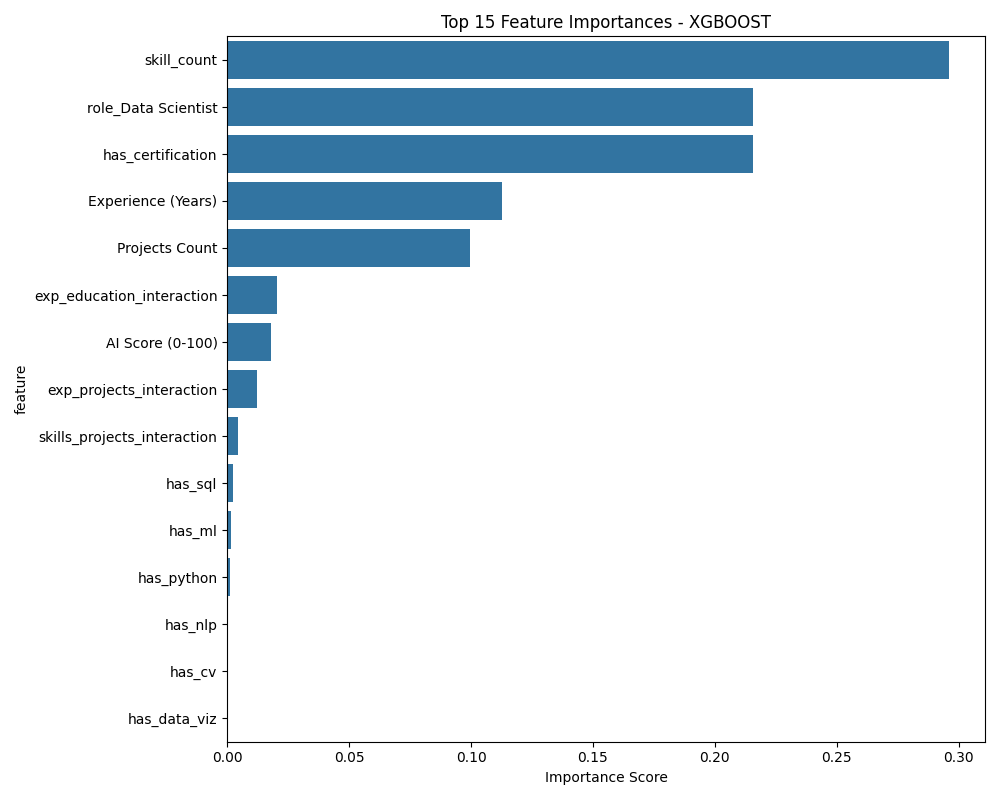 Top 15 Feature Importances - XGBOOST
feature
skill_count
role_Data Scientist
has_certification
Experience (Years)
Projects Count
exp_education_interaction
AI Score (0-100)
exp_projects_interaction
skills_projects_interaction
has_sql
has_ml
has_python
has_nlp
has_cv
has_data_viz
0.00 0.05 0.10 0.15 0.20 0.25 0.30
Importance Score